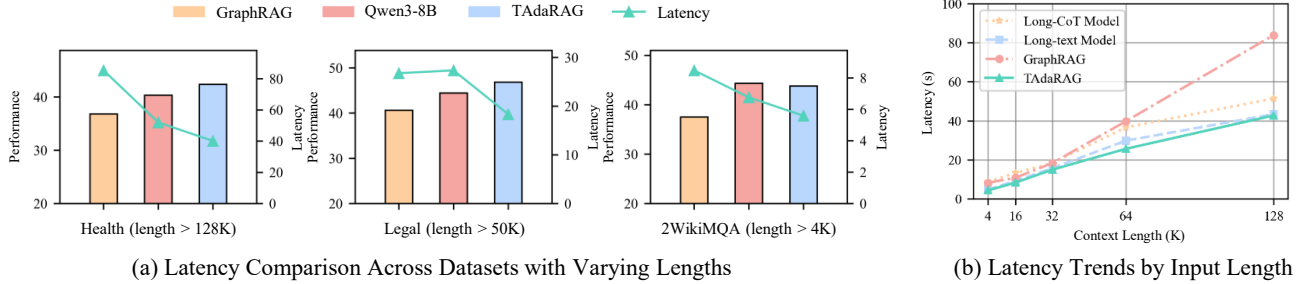 GraphRAG Qwen3-8B TAdaRAG Latency
Performance
40
30
20
80
60
40
20
0
Latency
Health (length > 128K)
Performance
50
40
30
20
30
20
10
0
Latency
Legal (length > 50K)
Performance
50
40
30
20
8
6
4
2
0
Latency
2WikiMQA (length > 4K)
(a) Latency Comparison Across Datasets with Varying Lengths
Latency (s)
100
80
60
40
20
0
Long-CoT Model
Long-text Model
GraphRAG
TAdaRAG
4 16 32 64 128
Context Length (K)
(b) Latency Trends by Input Length